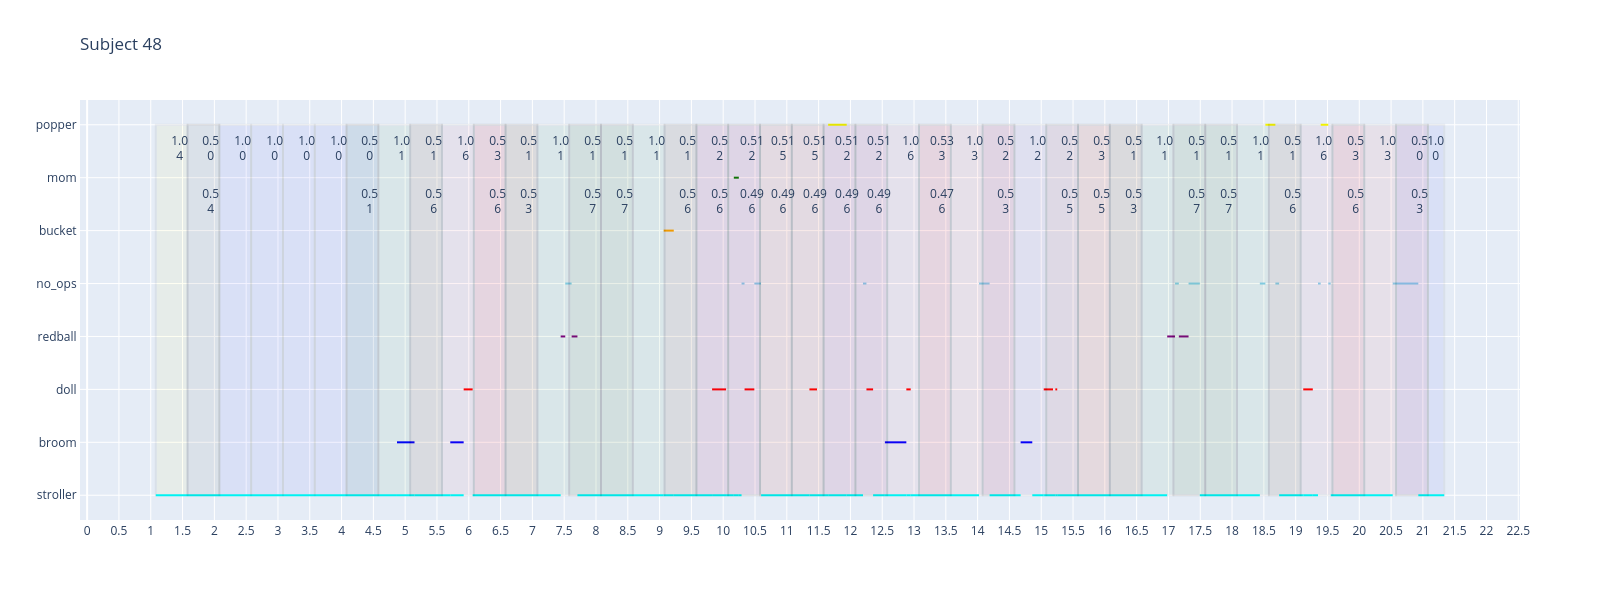 Subject 48
popper
1.0 0.5 1.0 1.0 1.0 1.0 0.5 1.0 0.5 1.0 0.5 0.5 1.0 0.5 0.5 1.0 0.5 0.5 0.51 0.51 0.51 0.51 0.51 1.0 0.53 1.0 0.5 1.0 0.5 0.5 0.5 1.0 0.5 0.5 1.0 0.5 1.0 0.5 1.0 0.5 1.0
4 0 0 0 0 0 0 1 1 6 3 1 1 1 1 1 1 2 2 5 5 2 2 6 3 3 2 2 2 3 1 1 1 1 1 1 6 3 3 0 0
mom
0.5 0.5 0.5 0.5 0.5 0.5 0.5 0.5 0.5 0.49 0.49 0.49 0.49 0.49 0.47 0.5 0.5 0.5 0.5 0.5 0.5 0.5 0.5 0.5
4 1 6 6 3 7 7 6 6 6 6 6 6 6 6 3 5 5 3 7 7 6 6 3
bucket
no_ops
redball
doll
broom
stroller
0 0.5 1 1.5 2 2.5 3 3.5 4 4.5 5 5.5 6 6.5 7 7.5 8 8.5 9 9.5 10 10.5 11 11.5 12 12.5 13 13.5 14 14.5 15 15.5 16 16.5 17 17.5 18 18.5 19 19.5 20 20.5 21 21.5 22 22.5